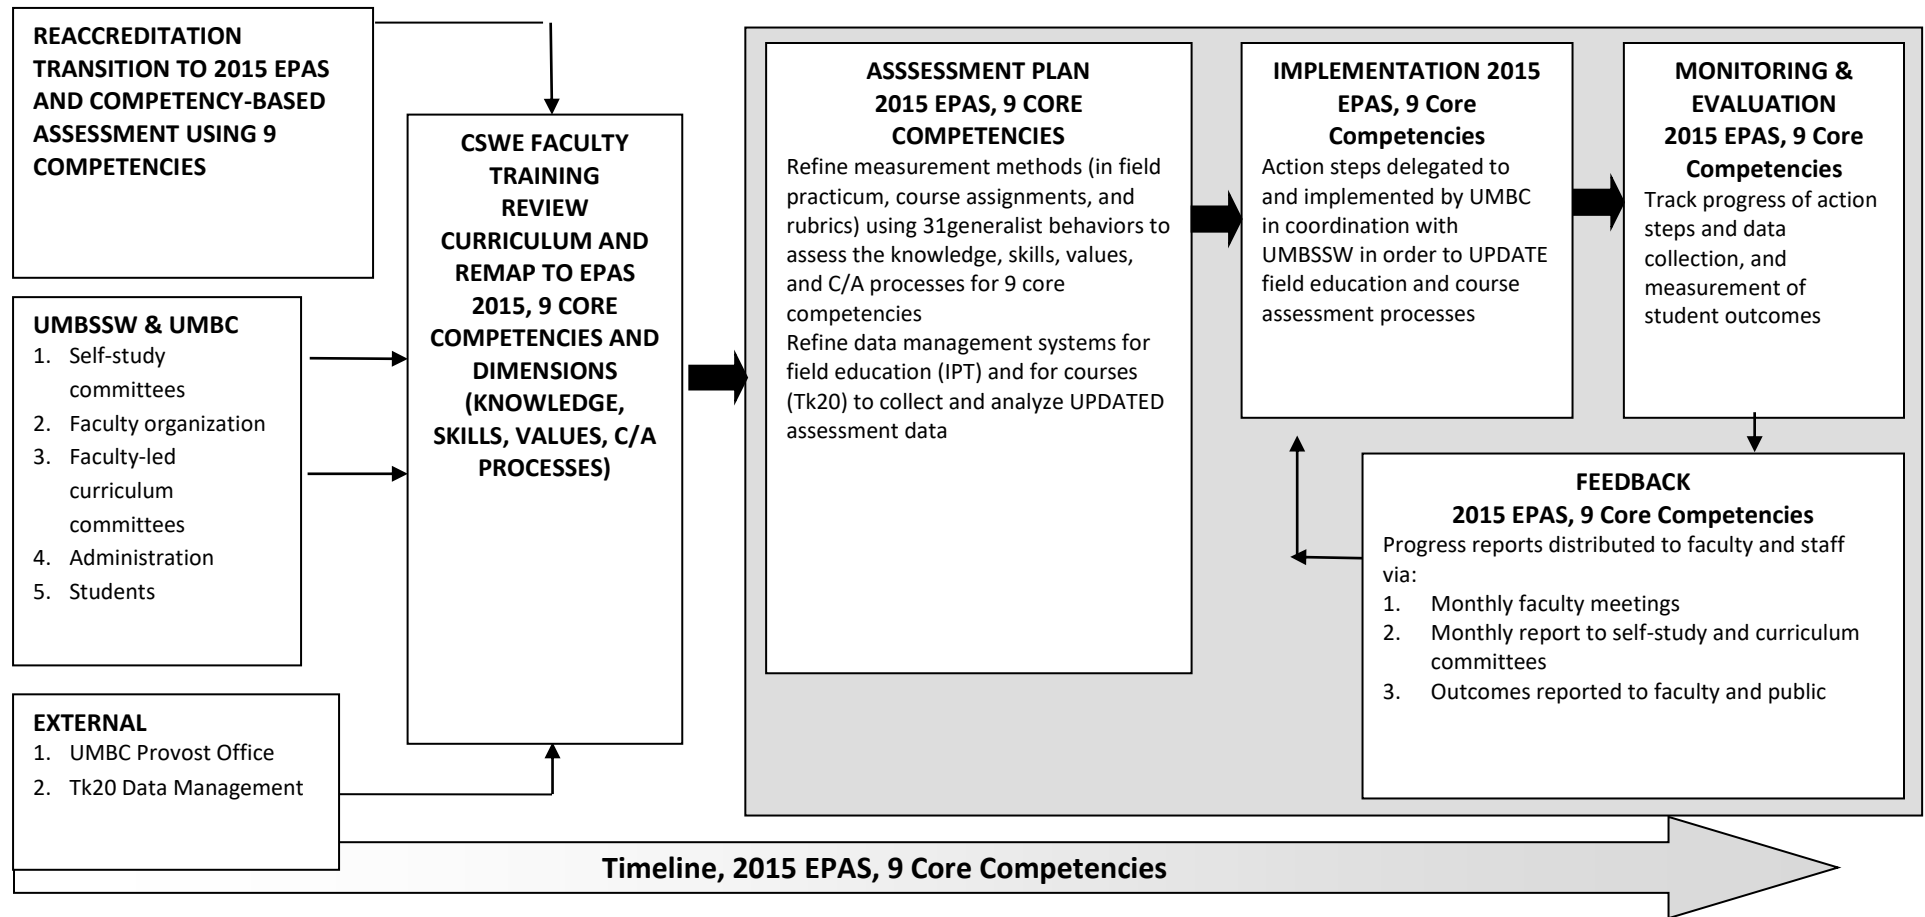 REACCREDITATION
TRANSITION TO 2015 EPAS
AND COMPETENCY-BASED
ASSESSMENT USING 9
COMPETENCIES
UMBSSW & UMBC
1. Self-study
committees
2. Faculty organization
3. Faculty-led
curriculum
committees
4. Administration
5. Students
EXTERNAL
1. UMBC Provost Office
2. Tk20 Data Management
CSWE FACULTY
TRAINING
REVIEW
CURRICULUM AND
REMAP TO EPAS
2015, 9 CORE
COMPETENCIES AND
DIMENSIONS
(KNOWLEDGE,
SKILLS, VALUES, C/A
PROCESSES)
ASSSESSMENT PLAN
2015 EPAS, 9 CORE
COMPETENCIES
Refine measurement methods (in field
practicum, course assignments, and
rubrics) using 31generalist behaviors to
assess the knowledge, skills, values,
and C/A processes for 9 core
competencies
Refine data management systems for
field education (IPT) and for courses
(Tk20) to collect and analyze UPDATED
assessment data
IMPLEMENTATION 2015
EPAS, 9 Core
Competencies
Action steps delegated to
and implemented by UMBC
in coordination with
UMBSSW in order to UPDATE
field education and course
assessment processes
MONITORING &
EVALUATION
2015 EPAS, 9 Core
Competencies
Track progress of action
steps and data
collection, and
measurement of
student outcomes
FEEDBACK
2015 EPAS, 9 Core Competencies
Progress reports distributed to faculty and staff
via:
1. Monthly faculty meetings
2. Monthly report to self-study and curriculum
committees
3. Outcomes reported to faculty and public
Timeline, 2015 EPAS, 9 Core Competencies